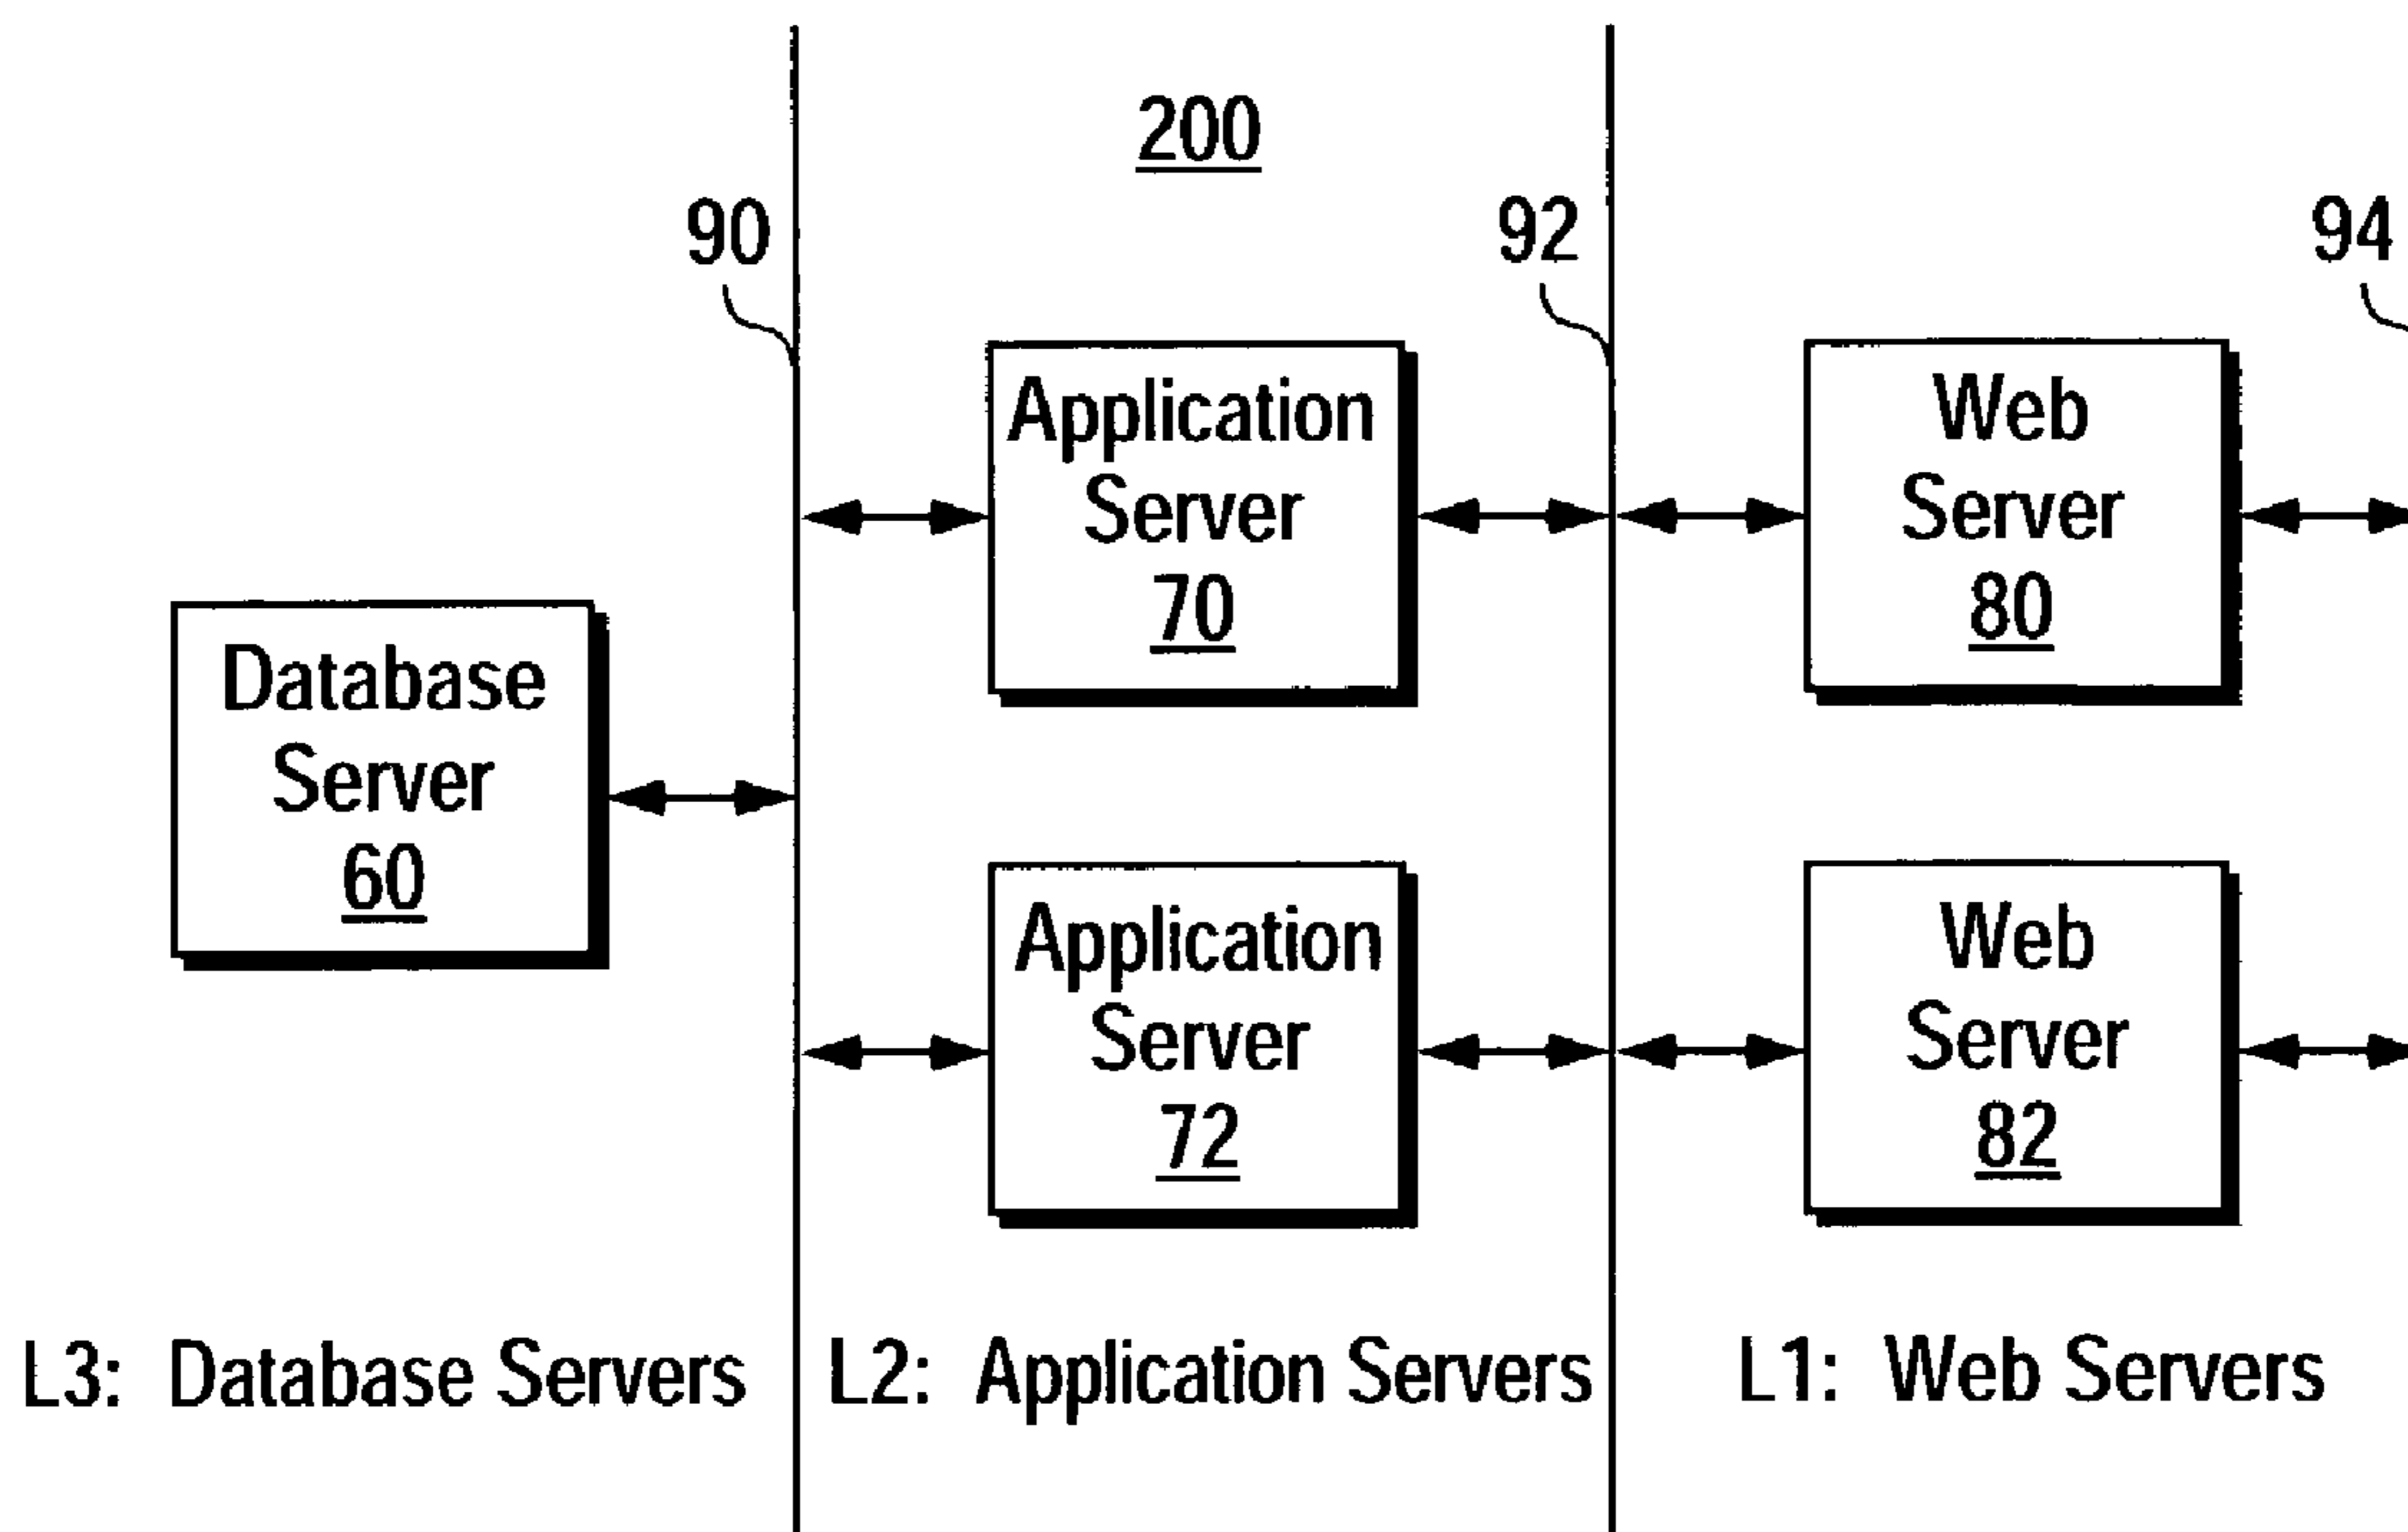 200
90
92
94
Application
Server
70
Web
Server
80
Database
Server
60
Application
Server
72
Web
Server
82
L3: Database Servers
L2: Application Servers
L1: Web Servers